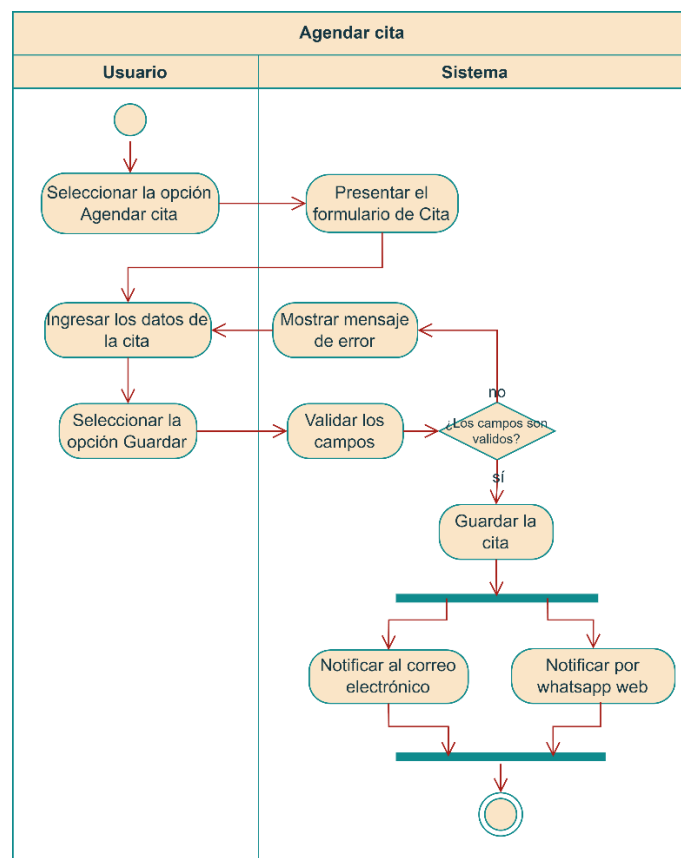 Agendar cita
Usuario
Sistema
Seleccionar la opción
Agendar cita
Presentar el
formulario de Cita
Ingresar los datos de
la cita
Mostrar mensaje
de error
no
Seleccionar la
opción Guardar
Validar los
campos
¿Los campos son
validos?
sí
Guardar la
cita
Notificar al correo
electrónico
Notificar por
whatsapp web